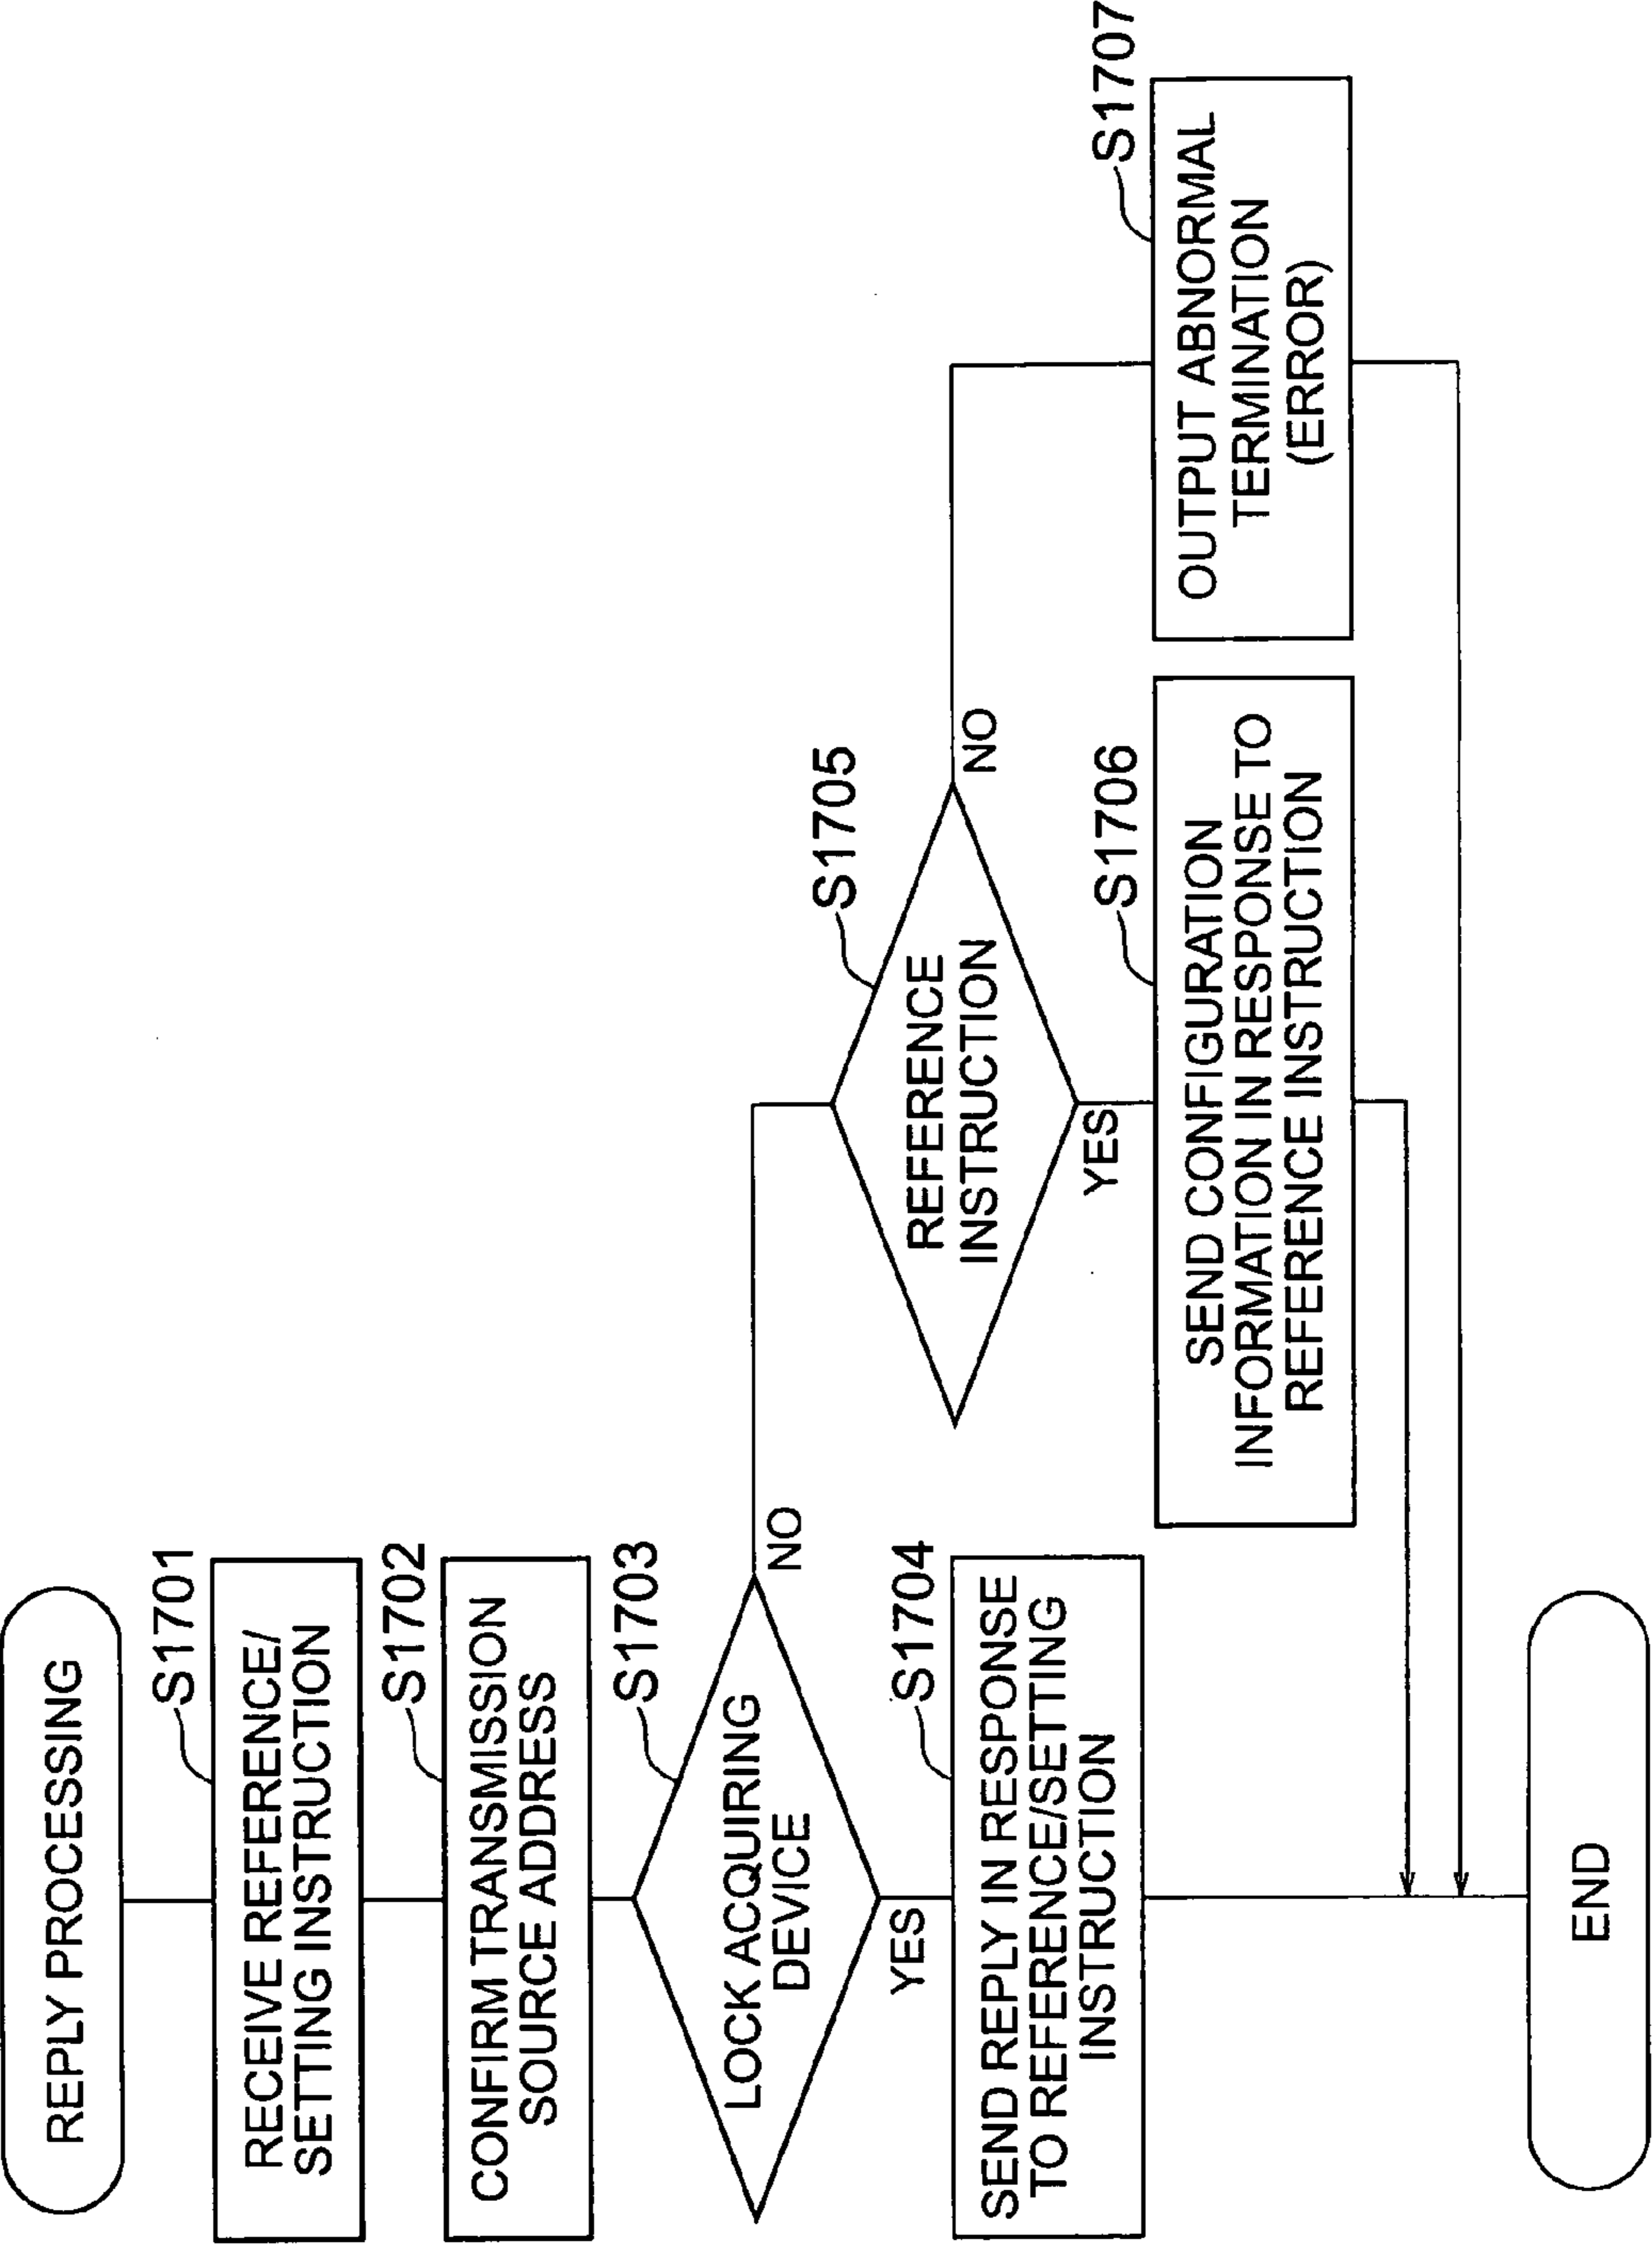 REPLY PROCESSING
S1701
RECEIVE REFERENCE/
SETTING INSTRUCTION
S1702
CONFIRM TRANSMISSION
SOURCE ADDRESS
S1703
LOCK ACQUIRING
DEVICE
NO
YES
S1704
SEND REPLY IN RESPONSE
TO REFERENCE/SETTING
INSTRUCTION
S1705
REFERENCE
INSTRUCTION
NO
YES
S1706
SEND CONFIGURATION
INFORMATION IN RESPONSE TO
REFERENCE INSTRUCTION
S1707
OUTPUT ABNORMAL
TERMINATION
(ERROR)
END